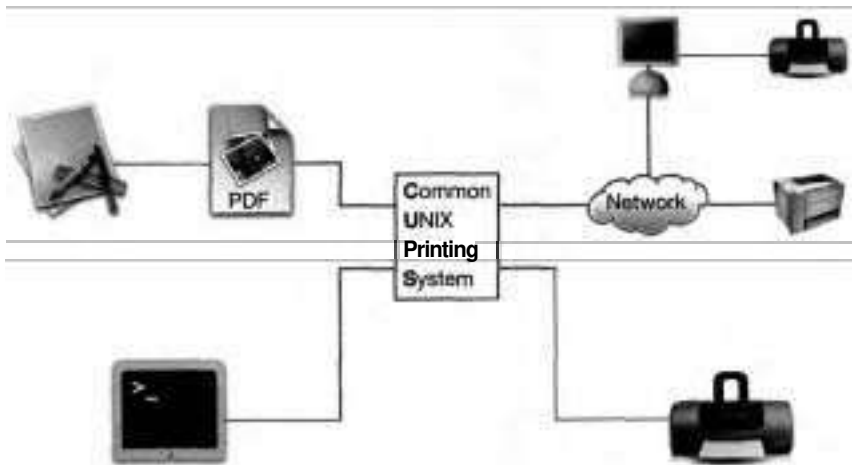 PDF
Common
UNIX
Printing
System
Network
>_